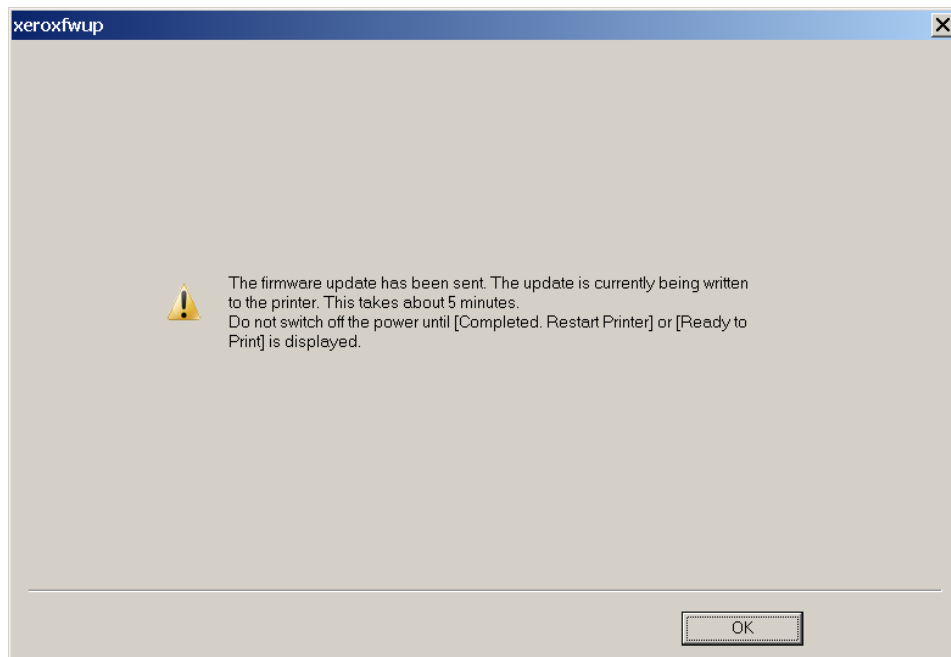 xeroxfwup
The firmware update has been sent. The update is currently being written
to the printer. This takes about 5 minutes.
Do not switch off the power until [Completed. Restart Printer] or [Ready to
Print] is displayed.
OK